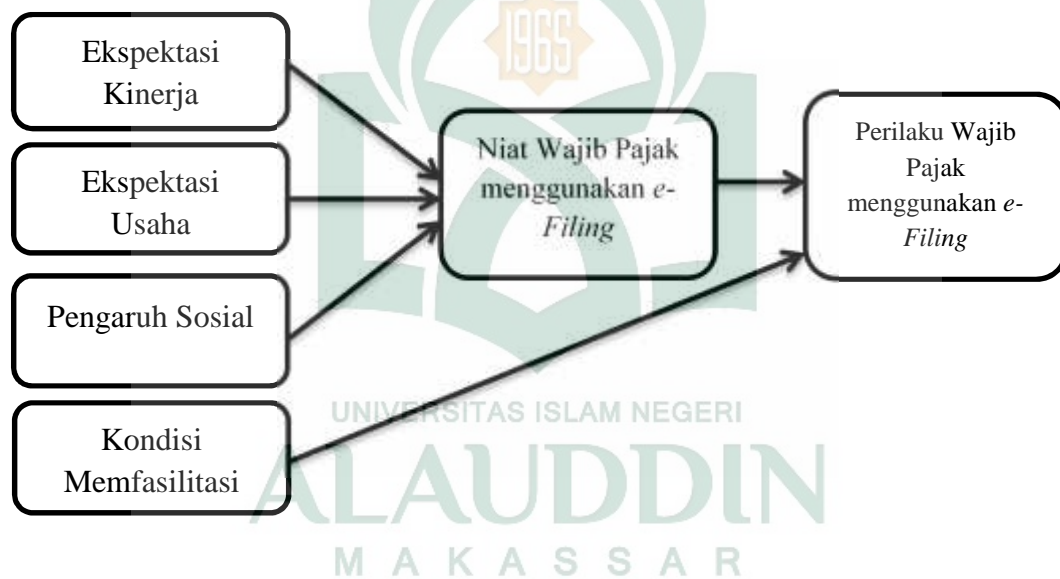 1965
Ekspektasi
Kinerja
Ekspektasi
Usaha
Pengaruh Sosial
Kondisi
Memfasilitasi
Niat Wajib Pajak
menggunakan e-
Filing
Perilaku Wajib
Pajak
menggunakan e-
Filing
UNIVERSITAS ISLAM NEGERI
ALAUDDIN
MAKASSAR